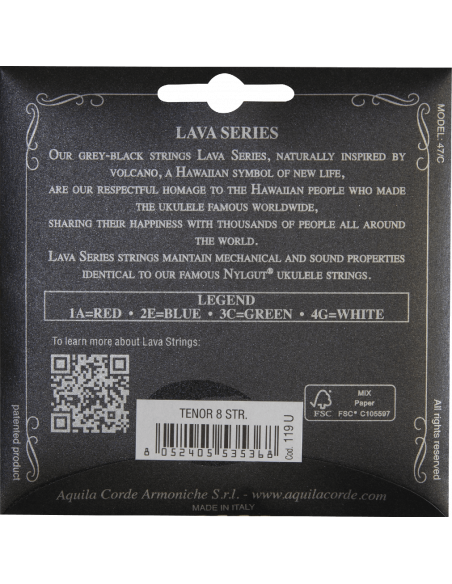 LAVA SERIES
OUR GREY-BLACK STRINGS LAVA SERIES, NATURALLY INSPIRED BY
VOLCANO, A HAWAIIAN SYMBOL OF NEW LIFE,
ARE OUR RESPECTFUL HOMAGE TO THE HAWAIIAN PEOPLE WHO MADE
THE UKULELE FAMOUS WORLDWIDE,
SHARING THEIR HAPPINESS WITH THOUSANDS OF PEOPLE ALL AROUND
THE WORLD.
LAVA SERIES STRINGS MAINTAIN MECHANICAL AND SOUND PROPERTIES
IDENTICAL TO OUR FAMOUS NYLGUT® UKULELE STRINGS.
MODEL: 47/C
LEGEND
1A=RED • 2E=BLUE • 3C=GREEN • 4G=WHITE
To learn more about Lava Strings:
FSC
MIX
Paper
FSC® C105597
TENOR 8 STR.
8 052405 535368
Cod. 119 U
patented product
All rights reserved
Aquila Corde Armoniche S.r.l. - www.aquilacorde.com
MADE IN ITALY